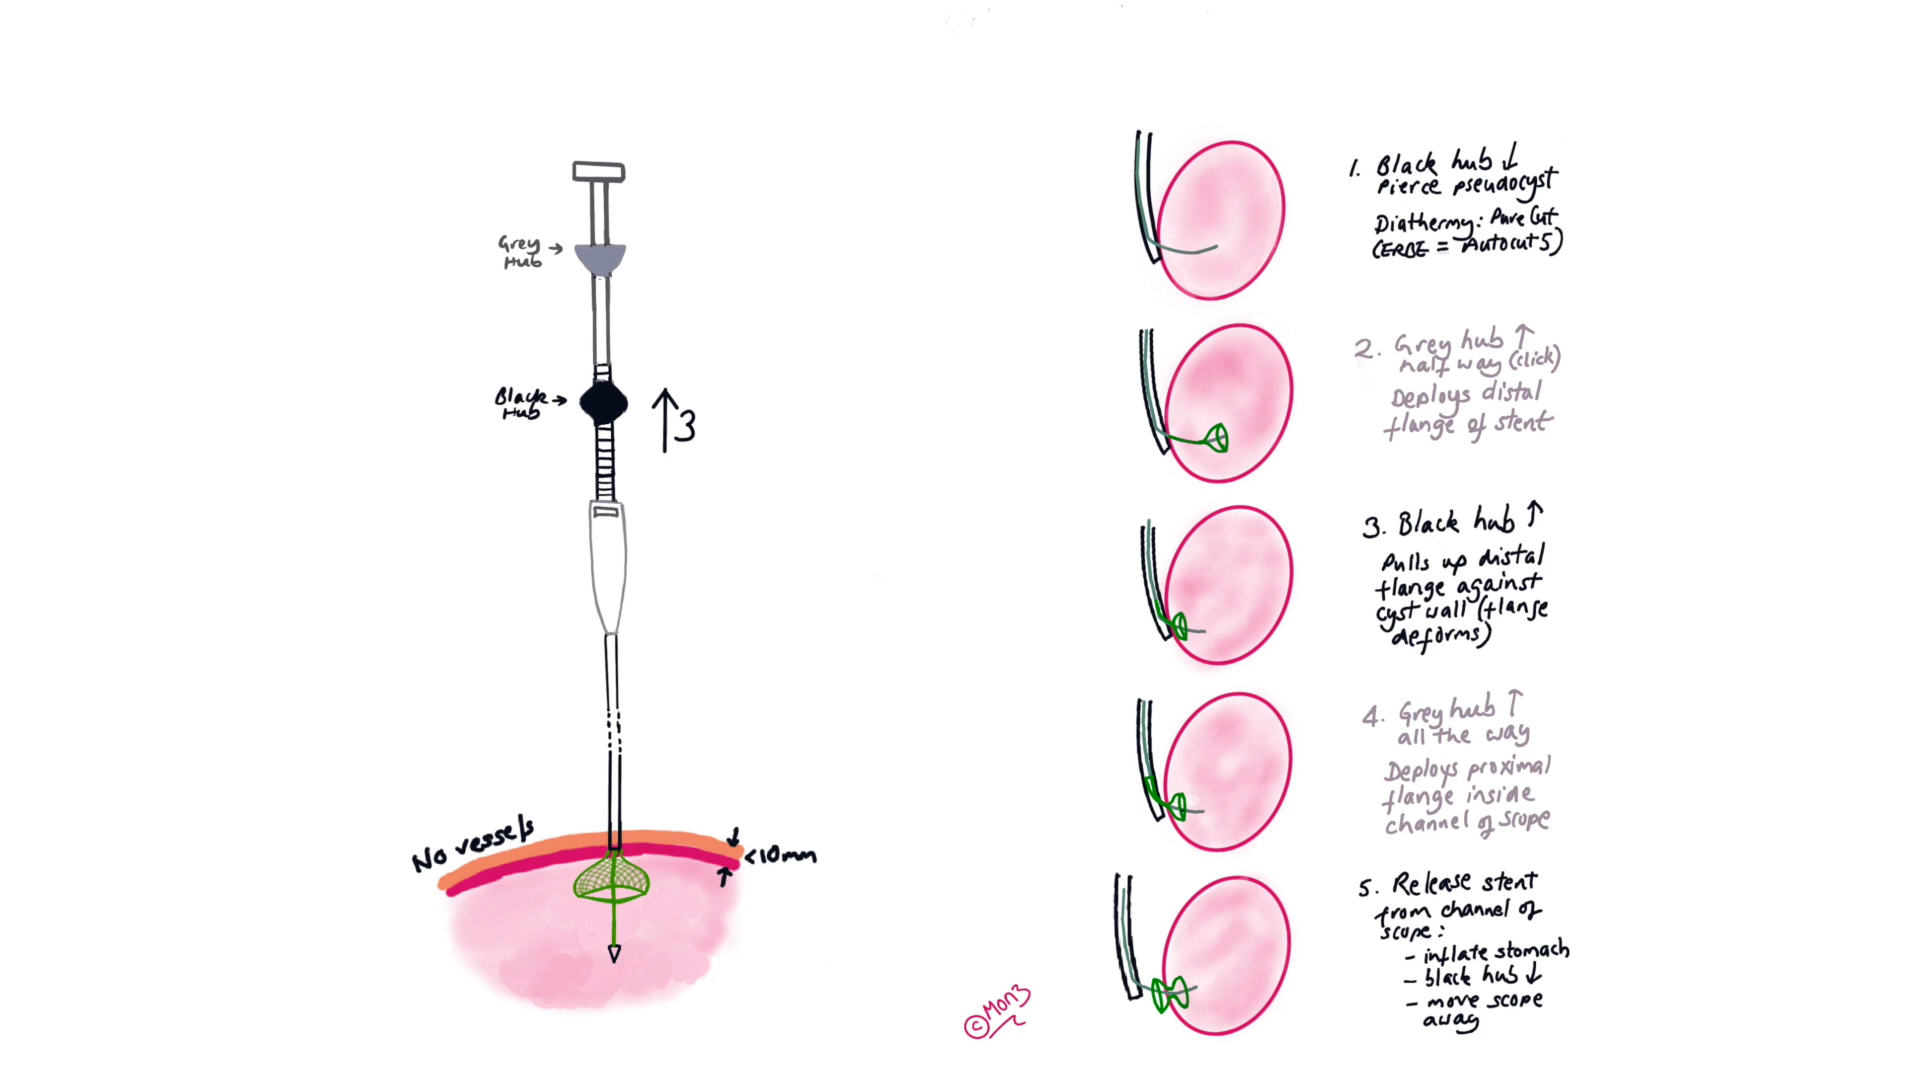 Grey →
Hub
Black →
Hub
↑3
No vessels
<10mm
©Mon3
1. Black hub ↓
Pierce pseudocyst
Diathermy: Pure Cut
(ERBE = Autocut 5)
2. Grey hub ↑
half way (click)
Deploys distal
flange of stent
3. Black hub ↑
Pulls up distal
flange against
cyst wall (flange
deforms)
4. Grey hub ↑
all the way
Deploys proximal
flange inside
channel of scope
5. Release stent
from channel of
scope:
- inflate stomach
- black hub ↓
- move scope
away